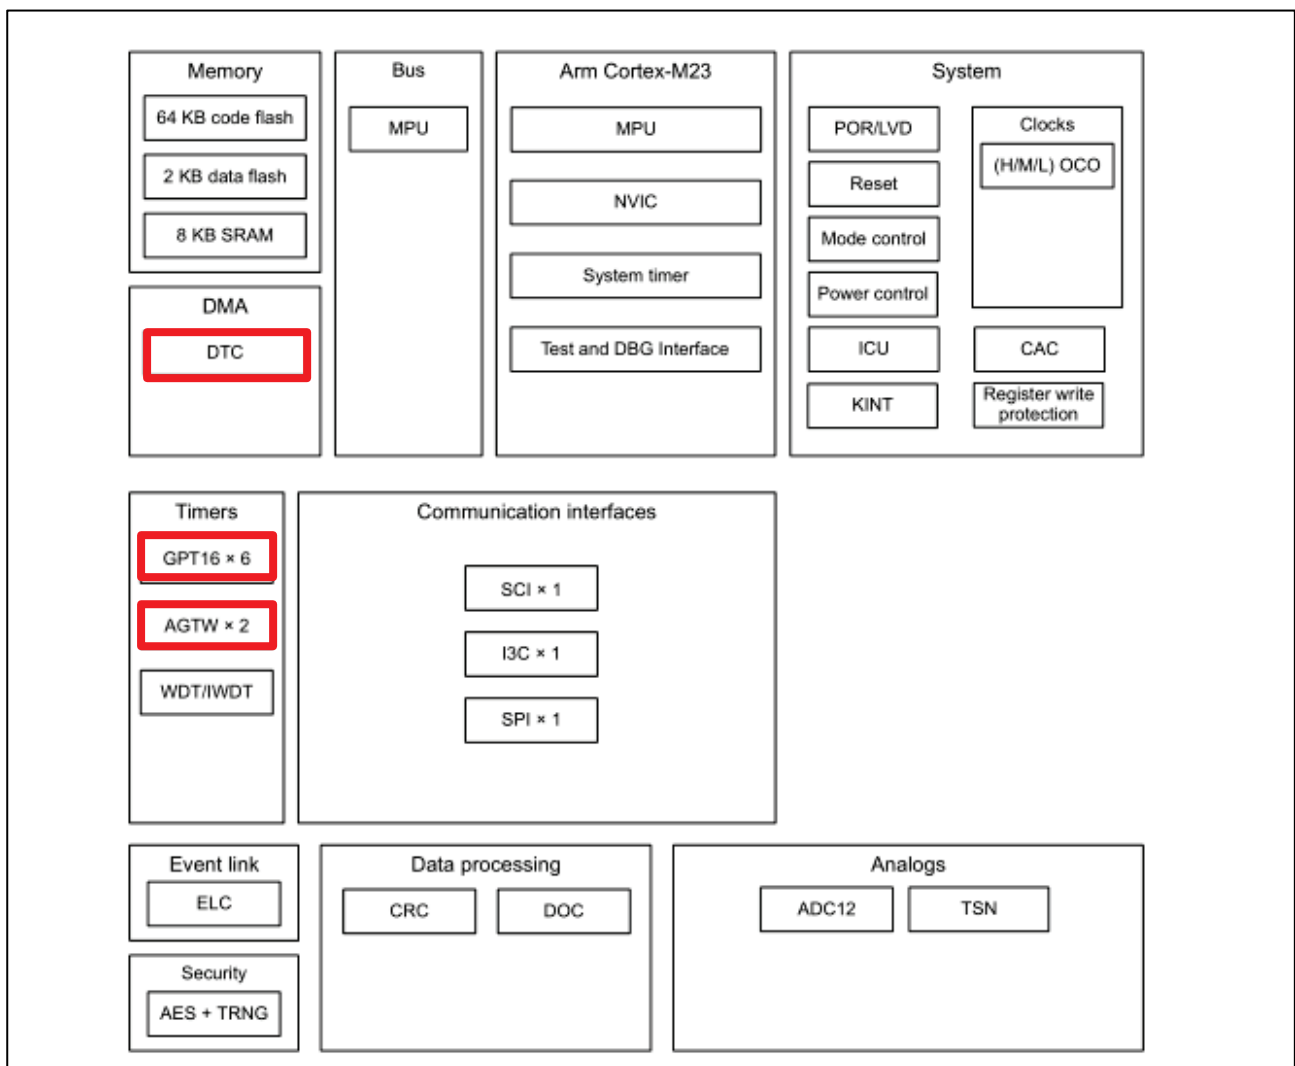 Memory
64 KB code flash
2 KB data flash
8 KB SRAM
DMA
DTC
Bus
MPU
Arm Cortex-M23
MPU
NVIC
System timer
Test and DBG Interface
System
POR/LVD
Reset
Mode control
Power control
ICU
KINT
Clocks
(H/M/L) OCO
CAC
Register write
protection
Timers
GPT16 × 6
AGTW × 2
WDT/IWDT
Communication interfaces
SCI × 1
I3C × 1
SPI × 1
Event link
ELC
Security
AES + TRNG
Data processing
CRC
DOC
Analogs
ADC12
TSN